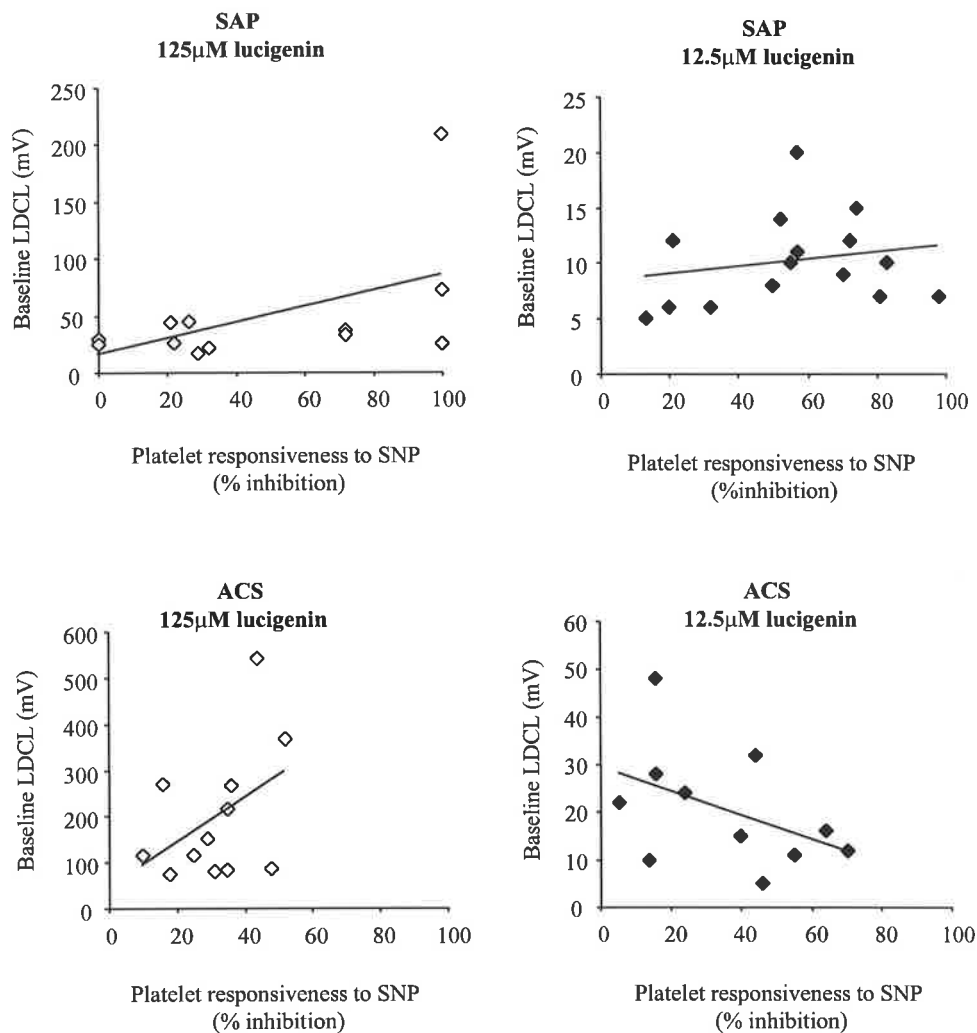 SAP
125μM lucigenin
250
200
150
100
50
0
Baseline LDCL (mV)
0 20 40 60 80 100
Platelet responsiveness to SNP
(% inhibition)
SAP
12.5μM lucigenin
25
20
15
10
5
0
Baseline LDCL (mV)
0 20 40 60 80 100
Platelet responsiveness to SNP
(%inhibition)
ACS
125μM lucigenin
600
500
400
300
200
100
0
Baseline LDCL (mV)
0 20 40 60 80 100
Platelet responsiveness to SNP
(% inhibition)
ACS
12.5μM lucigenin
60
50
40
30
20
10
0
Baseline LDCL (mV)
0 20 40 60 80 100
Platelet responsiveness to SNP
(% inhibition)